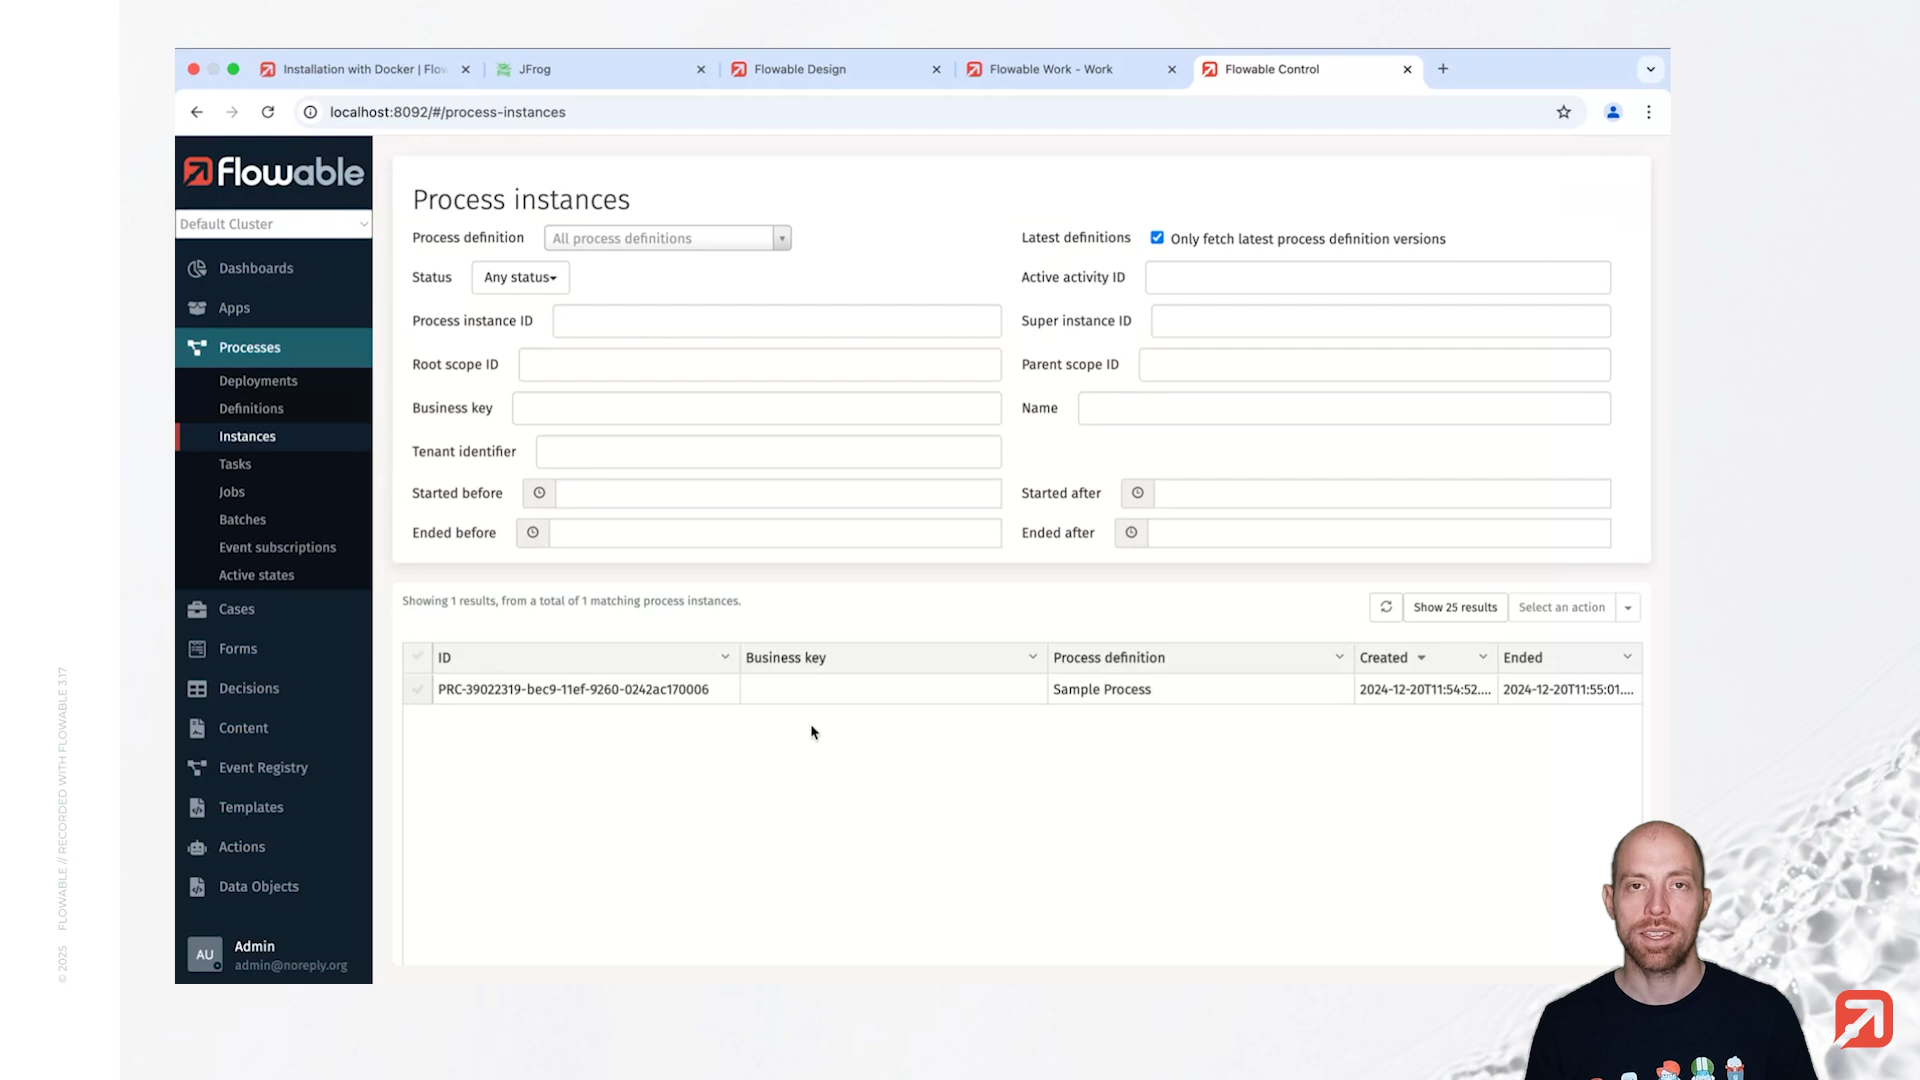 Installation with Docker | Flow
JFrog
Flowable Design
Flowable Work - Work
Flowable Control
localhost:8092/#/process-instances
Flowable
Default Cluster
Dashboards
Apps
Processes
Deployments
Definitions
Instances
Tasks
Jobs
Batches
Event subscriptions
Active states
Cases
Forms
Decisions
Content
Event Registry
Templates
Actions
Data Objects
AU
Admin
admin@noreply.org
Process instances
Process definition All process definitions
Latest definitions Only fetch latest process definition versions
Status Any status
Active activity ID
Process instance ID
Super instance ID
Root scope ID
Parent scope ID
Business key
Name
Tenant identifier
Started before
Started after
Ended before
Ended after
Showing 1 results, from a total of 1 matching process instances.
Show 25 results
Select an action
ID Business key Process definition Created Ended
PRC-39022319-bec9-11ef-9260-0242ac170006 Sample Process 2024-12-20T11:54:52.... 2024-12-20T11:55:01....
© 2025 FLOWABLE // RECORDED WITH FLOWABLE 3.17